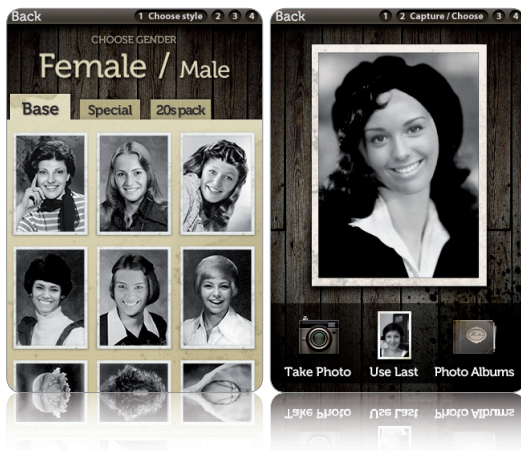 Back 1 Choose style 2 3 4
CHOOSE GENDER
Female / Male
Base Special 20s pack
Back 1 2 Capture / Choose 3 4
Take Photo Use Last Photo Albums
Take Photo Use Last Photo Albums